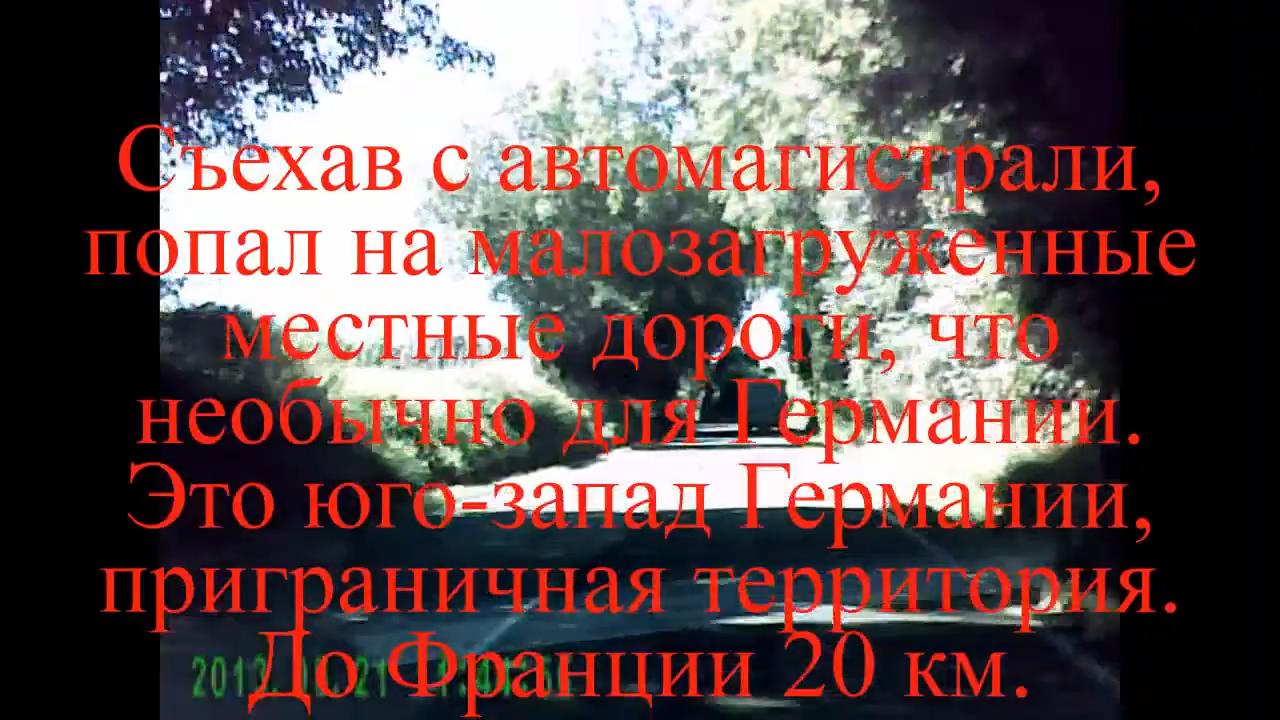 Съехав с автомагистрали,
попал на малозагруженные
местные дороги, что
необычно для Германии.
Это юго-запад Германии,
приграничная территория.
До Франции 20 км.